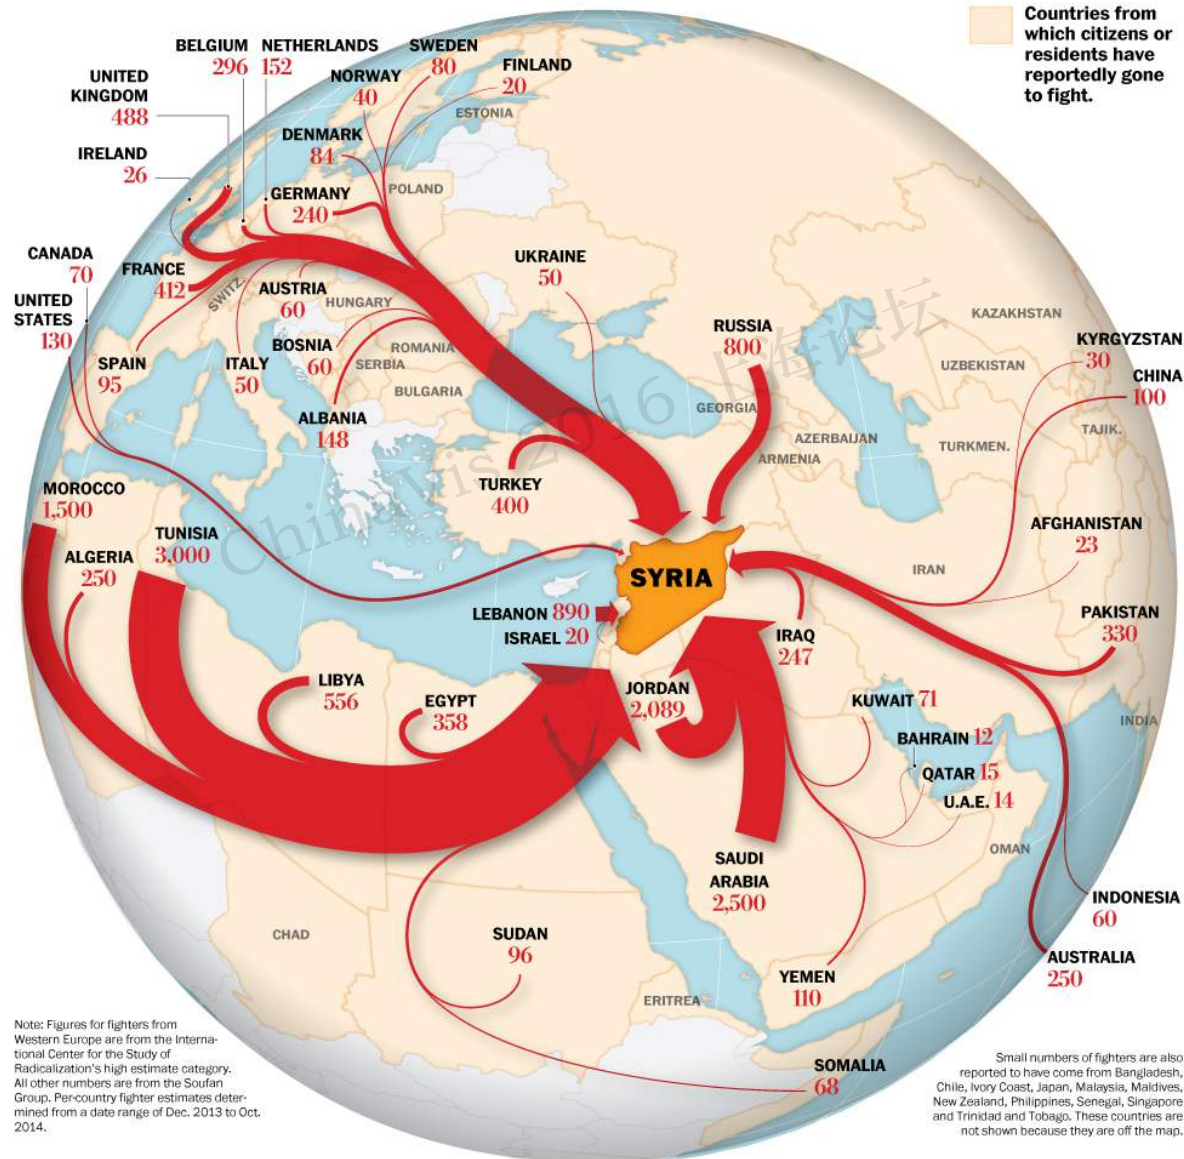 Countries from
which citizens or
residents have
reportedly gone
to fight.
BELGIUM
296
NETHERLANDS
152
SWEDEN
80
NORWAY
40
FINLAND
20
UNITED
KINGDOM
488
ESTONIA
DENMARK
84
IRELAND
26
GERMANY
240
POLAND
CANADA
70
FRANCE
412
SWITZ.
AUSTRIA
60
HUNGARY
UKRAINE
50
UNITED
STATES
130
SPAIN
95
ITALY
50
BOSNIA
60
ROMANIA
SERBIA
BULGARIA
ALBANIA
148
RUSSIA
800
KAZAKHSTAN
KYRGYZSTAN
30
UZBEKISTAN
CHINA
100
GEORGIA
AZERBAIJAN
ARMENIA
TURKMEN.
TAJIK.
TURKEY
400
MOROCCO
1,500
ALGERIA
250
TUNISIA
3,000
AFGHANISTAN
23
IRAN
SYRIA
LEBANON 890
ISRAEL 20
PAKISTAN
330
IRAQ
247
LIBYA
556
EGYPT
358
JORDAN
2,089
KUWAIT 71
BAHRAIN 12
QATAR 15
U.A.E. 14
INDIA
OMAN
SAUDI
ARABIA
2,500
INDONESIA
60
AUSTRALIA
250
CHAD
SUDAN
96
YEMEN
110
ERITREA
SOMALIA
68
Note: Figures for fighters from
Western Europe are from the Interna-
tional Center for the Study of
Radicalization's high estimate category.
All other numbers are from the Soufan
Group. Per-country fighter estimates deter-
mined from a date range of Dec. 2013 to Oct.
2014.
Small numbers of fighters are also
reported to have come from Bangladesh,
Chile, Ivory Coast, Japan, Malaysia, Maldives,
New Zealand, Philippines, Senegal, Singapore
and Trinidad and Tobago. These countries are
not shown because they are off the map.
ChinaVis 2016 上海论坛